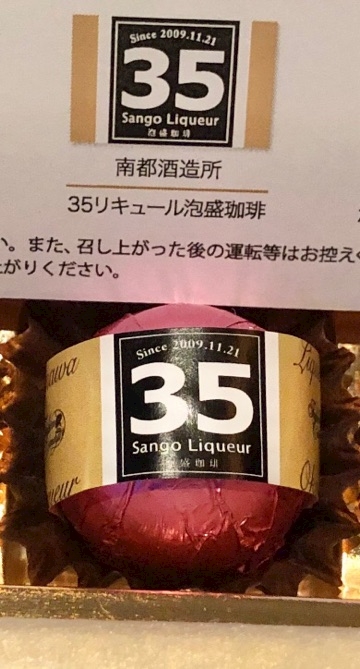 Since 2009.11.21
35
Sango Liqueur
泡盛珈琲
南都酒造所
35リキュール泡盛珈琲
い。また、召し上がった後の運転等はお控え
がりください。
Since 2009.11.21
35
Sango Liqueur
泡盛珈琲